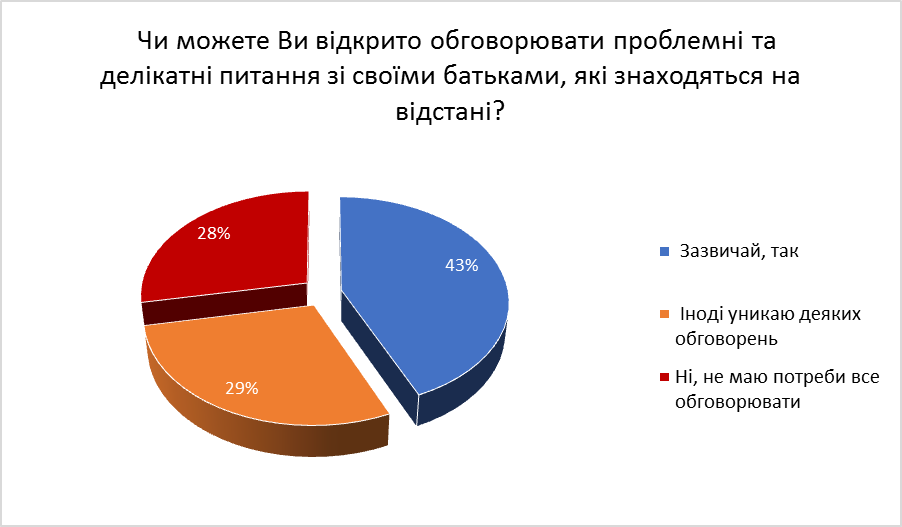 Чи можете Ви відкрито обговорювати проблемні та
делікатні питання зі своїми батьками, які знаходяться на
відстані?
28%
43%
29%
Зазвичай, так
Іноді уникаю деяких
обговорень
Ні, не маю потреби все
обговорювати